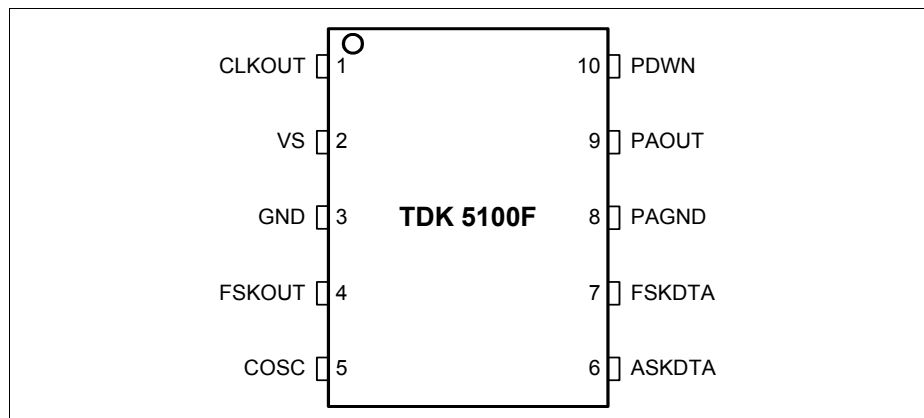 CLKOUT 1 10 PDWN
VS 2 9 PAOUT
GND 3 TDK 5100F 8 PAGND
FSKOUT 4 7 FSKDTA
COSC 5 6 ASKDTA